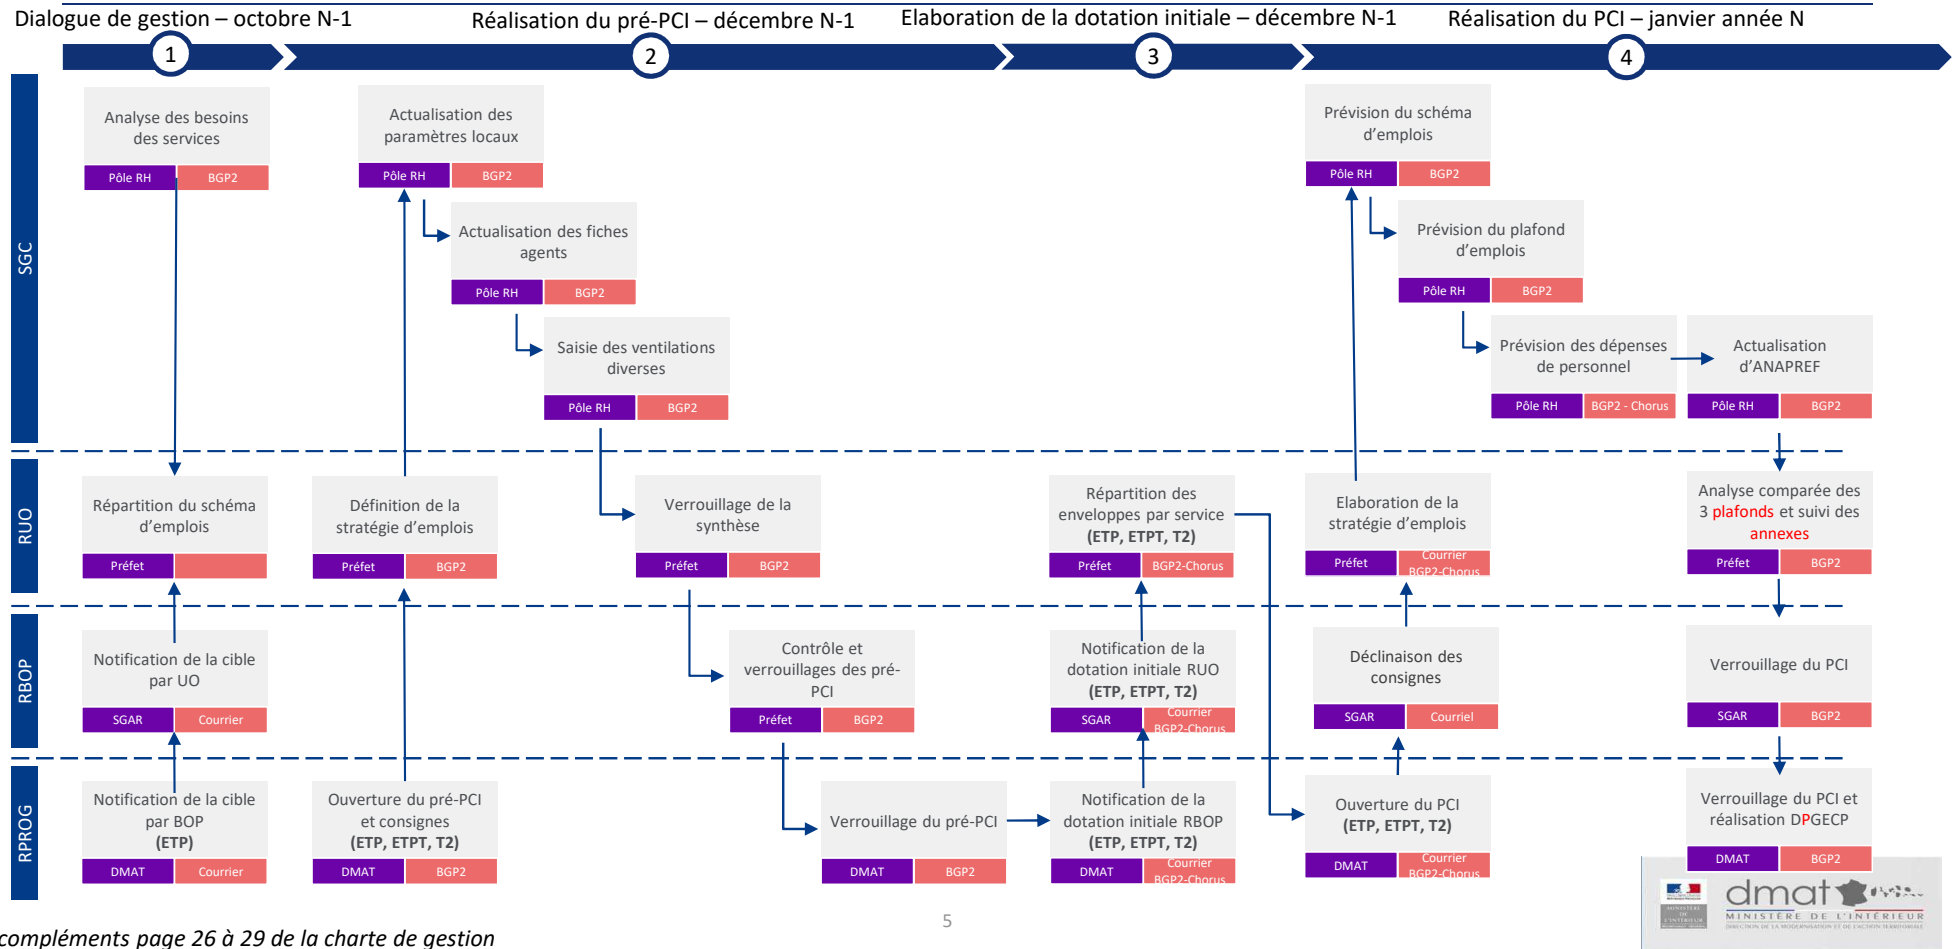 Dialogue de gestion – octobre N-1
Réalisation du pré-PCI – décembre N-1
Elaboration de la dotation initiale – décembre N-1
Réalisation du PCI – janvier année N
1
2
3
4
SGC
Analyse des besoins
des services
Pôle RH
BGP2
Actualisation des
paramètres locaux
Pôle RH
BGP2
Actualisation des fiches
agents
Pôle RH
BGP2
Saisie des ventilations
diverses
Pôle RH
BGP2
Prévision du schéma
d'emplois
Pôle RH
BGP2
Prévision du plafond
d'emplois
Pôle RH
BGP2
Prévision des dépenses
de personnel
Pôle RH
BGP2 - Chorus
Actualisation
d'ANAPREF
Pôle RH
BGP2
RUO
Répartition du schéma
d'emplois
Préfet
Définition de la
stratégie d'emplois
Préfet
BGP2
Verrouillage de la
synthèse
Préfet
BGP2
Répartition des
enveloppes par service
(ETP, ETPT, T2)
Préfet
BGP2-Chorus
Elaboration de la
stratégie d'emplois
Préfet
Courrier
BGP2-Chorus
Analyse comparée des
3 plafonds et suivi des
annexes
Préfet
BGP2
RBOP
Notification de la cible
par UO
SGAR
Courrier
Contrôle et
verrouillages des pré-
PCI
Préfet
BGP2
Notification de la
dotation initiale RUO
(ETP, ETPT, T2)
SGAR
Courrier
BGP2-Chorus
Déclinaison des
consignes
SGAR
Courriel
Verrouillage du PCI
SGAR
BGP2
RPROG
Notification de la cible
par BOP
(ETP)
DMAT
Courrier
Ouverture du pré-PCI
et consignes
(ETP, ETPT, T2)
DMAT
BGP2
Verrouillage du pré-PCI
DMAT
BGP2
Notification de la
dotation initiale RBOP
(ETP, ETPT, T2)
DMAT
Courrier
BGP2-Chorus
Ouverture du PCI
(ETP, ETPT, T2)
DMAT
Courrier
BGP2-Chorus
Verrouillage du PCI et
réalisation DPGECP
DMAT
BGP2
compléments page 26 à 29 de la charte de gestion
5
MINISTÈRE
DE
L'INTÉRIEUR
dmat
MINISTÈRE DE L'INTÉRIEUR
DIRECTION DE LA MODERNISATION ET DE L'ACTION TERRITORIALE